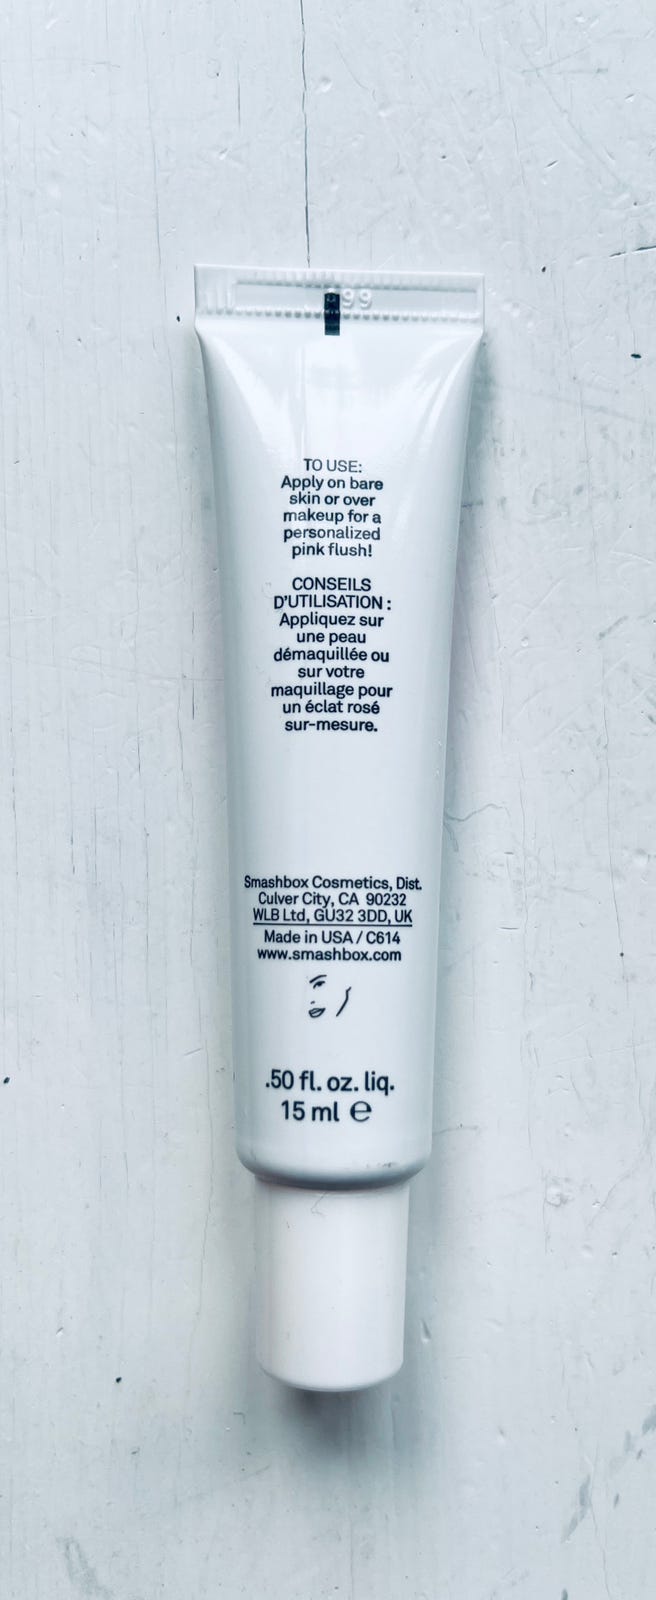 TO USE:
Apply on bare
skin or over
makeup for a
personalized
pink flush!
CONSEILS
D'UTILISATION :
Appliquez sur
une peau
démaquillée ou
sur votre
maquillage pour
un éclat rosé
sur-mesure.
Smashbox Cosmetics, Dist.
Culver City, CA 90232
WLB Ltd, GU32 3DD, UK
Made in USA / C614
www.smashbox.com
.50 fl. oz. liq.
15 ml ℮